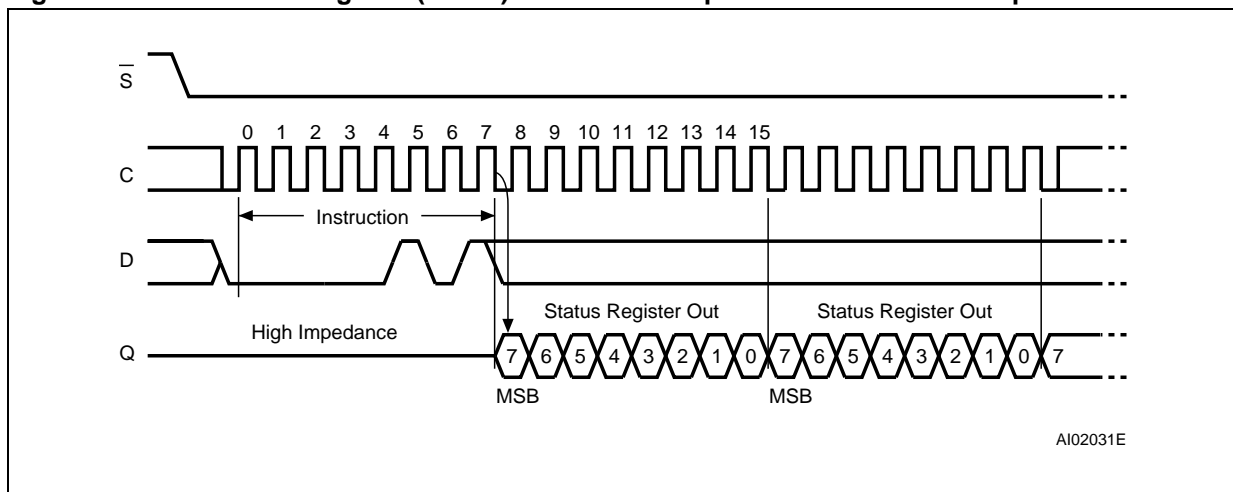 S
0 1 2 3 4 5 6 7 8 9 10 11 12 13 14 15
C
Instruction
D
Status Register Out Status Register Out
High Impedance
Q 7 6 5 4 3 2 1 0 7 6 5 4 3 2 1 0 7
MSB MSB
AI02031E